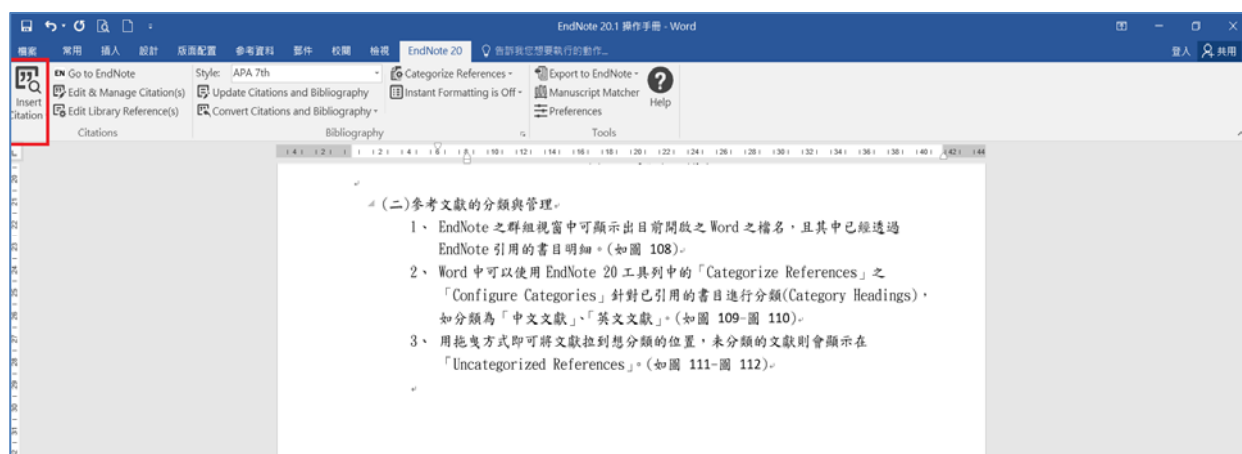 EndNote 20.1 操作手冊 - Word
檔案 常用 插入 設計 版面配置 參考資料 郵件 校閱 檢視 EndNote 20 告訴我您想要執行的動作... 登入 共用
Insert Citation
Go to EndNote
Edit & Manage Citation(s)
Edit Library Reference(s)
Citations
Style: APA 7th
Update Citations and Bibliography
Convert Citations and Bibliography
Categorize References
Instant Formatting is Off
Bibliography
Export to EndNote
Manuscript Matcher
Preferences
Help
Tools
(二)參考文獻的分類與管理
1、 EndNote 之群組視窗中可顯示出目前開啟之 Word 之檔名，且其中已經透過
EndNote 引用的書目明細。(如圖 108)
2、 Word 中可以使用 EndNote 20 工具列中的「Categorize References」之
「Configure Categories」針對已引用的書目進行分類(Category Headings)，
如分類為「中文文獻」、「英文文獻」。(如圖 109-圖 110)
3、 用拖曳方式即可將文獻拉到想分類的位置，未分類的文獻則會顯示在
「Uncategorized References」。(如圖 111-圖 112)